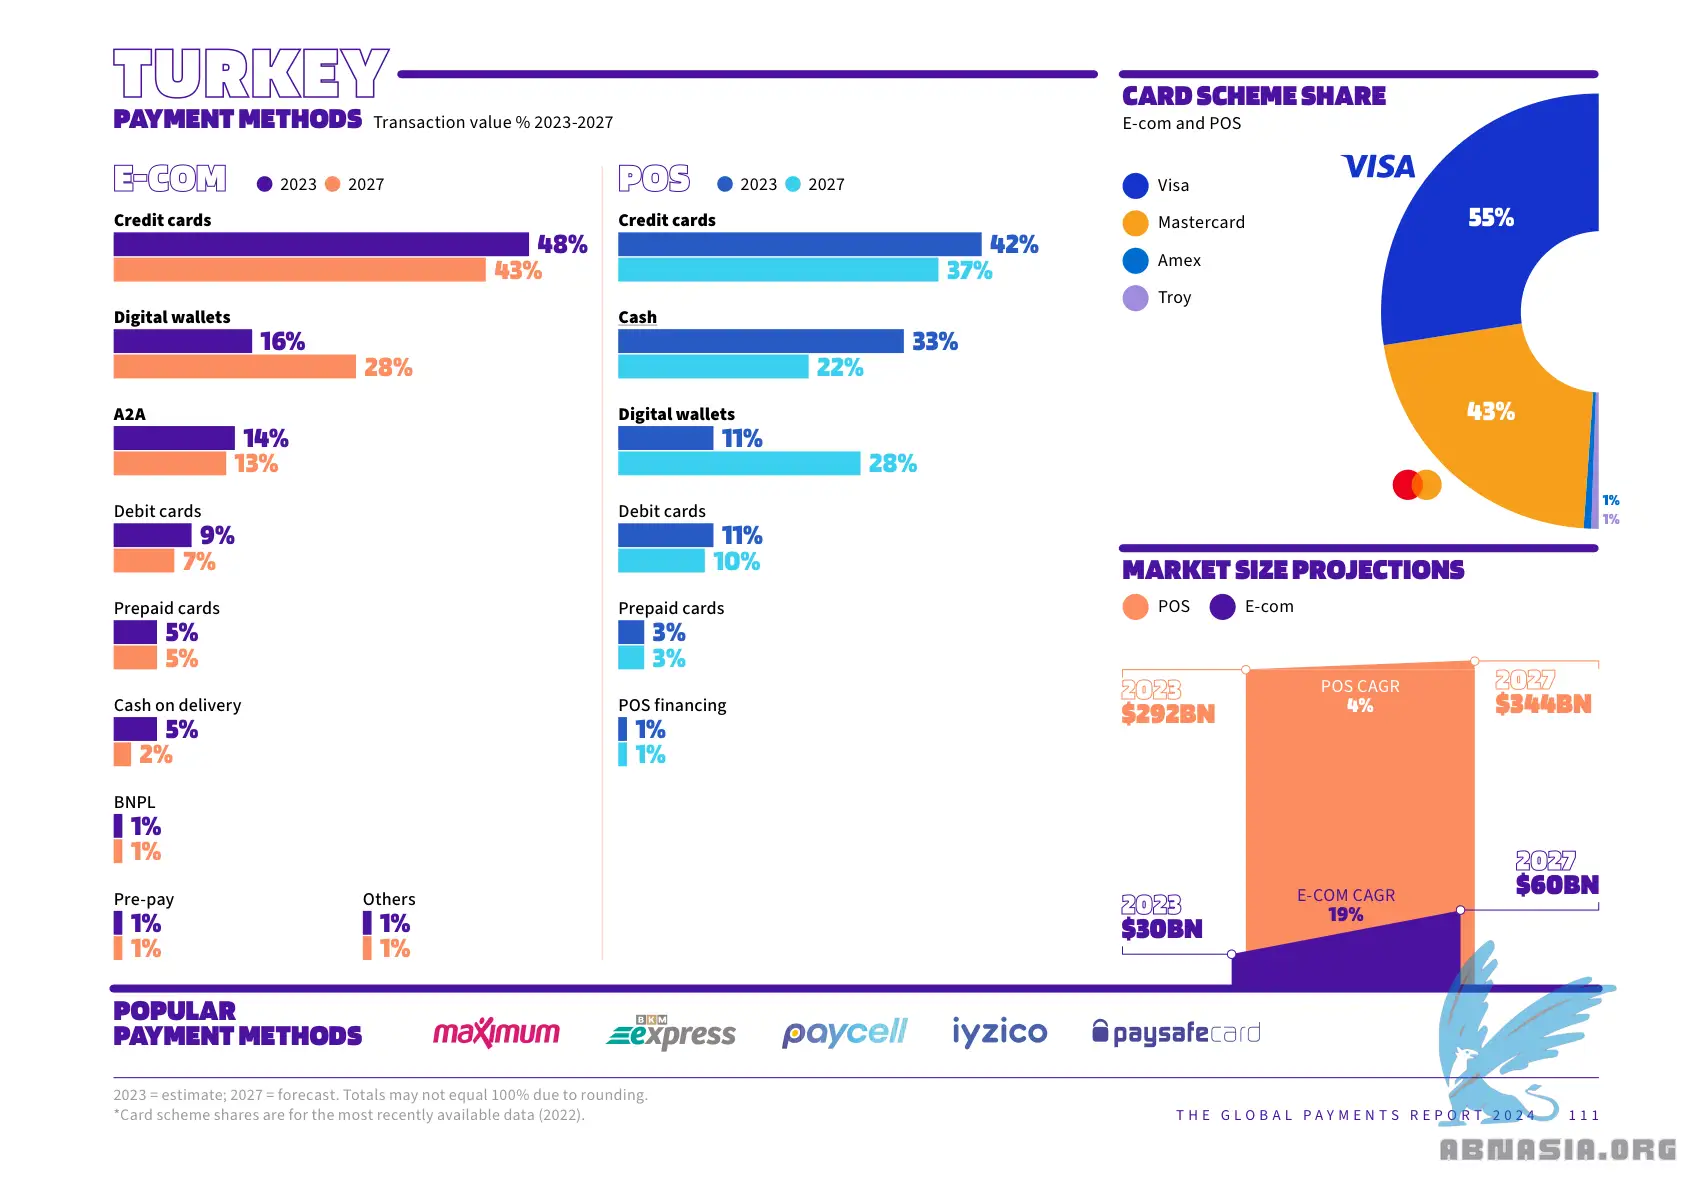 TURKEY
PAYMENT METHODS Transaction value % 2023-2027
E-COM 2023 2027
Credit cards
48%
43%
Digital wallets
16%
28%
A2A
14%
13%
Debit cards
9%
7%
Prepaid cards
5%
5%
Cash on delivery
5%
2%
BNPL
1%
1%
Pre-pay
1%
1%
Others
1%
1%
POS 2023 2027
Credit cards
42%
37%
Cash
33%
22%
Digital wallets
11%
28%
Debit cards
11%
10%
Prepaid cards
3%
3%
POS financing
1%
1%
CARD SCHEME SHARE
E-com and POS
Visa
Mastercard
Amex
Troy
VISA
55%
43%
1%
1%
MARKET SIZE PROJECTIONS
POS E-com
2023
$292BN
POS CAGR
4%
2027
$344BN
2023
$30BN
E-COM CAGR
19%
2027
$60BN
POPULAR
PAYMENT METHODS
maximum
BKM
express
paycell
iyzico
paysafecard
2023 = estimate; 2027 = forecast. Totals may not equal 100% due to rounding.
*Card scheme shares are for the most recently available data (2022).
THE GLOBAL PAYMENTS REPORT 2024 111
ABNASIA.ORG